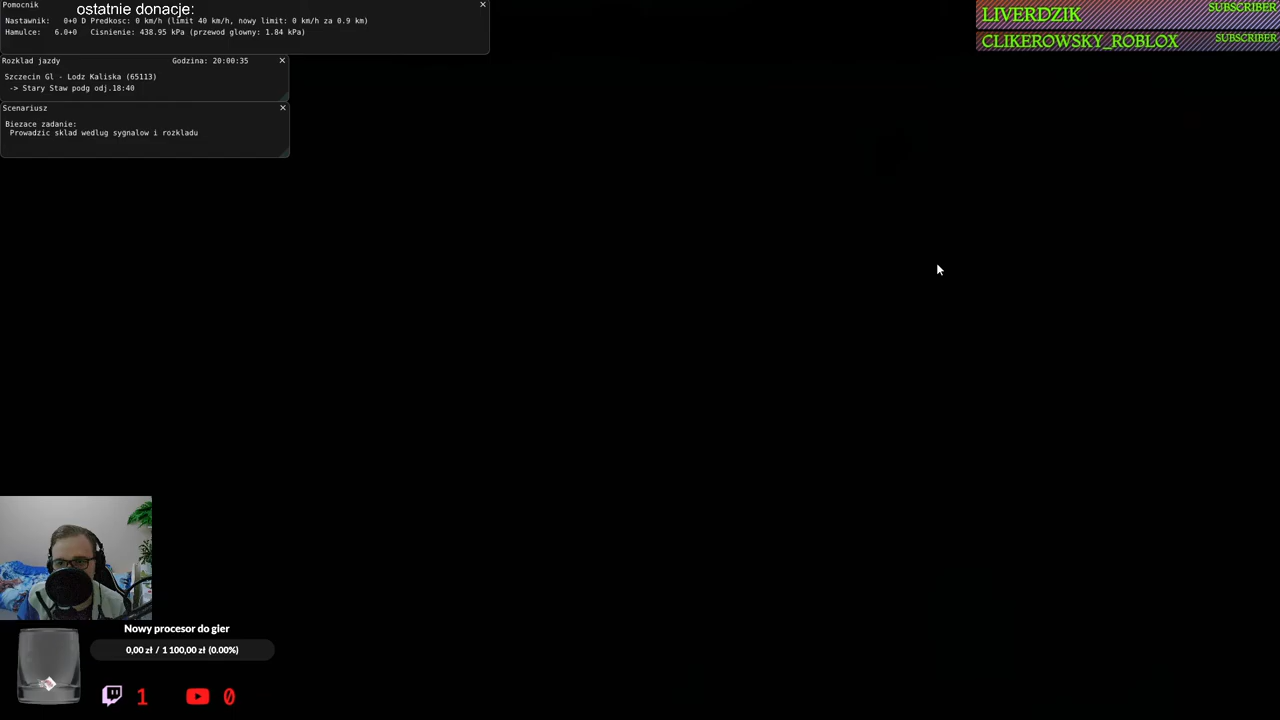 ostatnie donacje:
Pomocnik
Nastawnik: 0+0 D Predkosc: 0 km/h (limit 40 km/h, nowy limit: 0 km/h za 0.9 km)
Hamulce: 6.0+0 Cisnienie: 438.95 kPa (przewod glowny: 1.84 kPa)
LIVERDZIK SUBSCRIBER
CLIKEROWSKY_ROBLOX SUBSCRIBER
Rozklad jazdy Godzina: 20:00:35
Szczecin Gl - Lodz Kaliska (65113)
-> Stary Staw podg odj.18:40
Scenariusz
Biezace zadanie:
Prowadzic sklad wedlug sygnalow i rozkladu
Nowy procesor do gier
0,00 zł / 1 100,00 zł (0.00%)
1 0